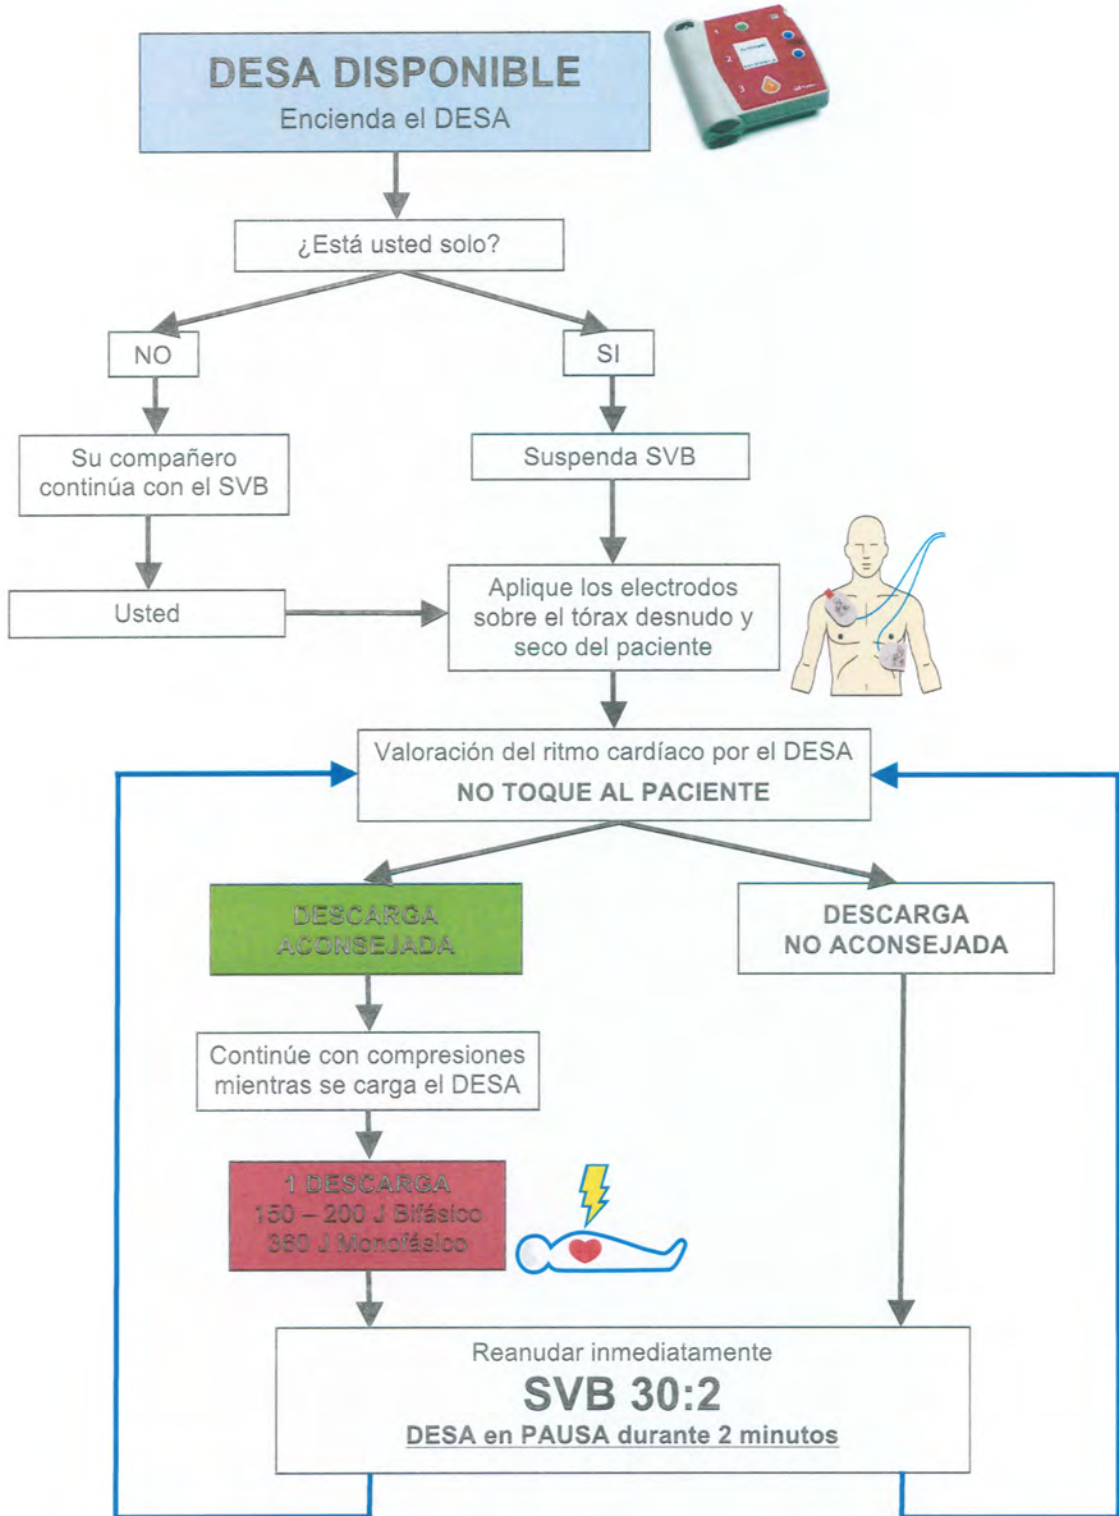 DESA DISPONIBLE
Encienda el DESA
1
2
3
¿Está usted solo?
NO
SI
Su compañero
continúa con el SVB
Suspenda SVB
Usted
Aplique los electrodos
sobre el tórax desnudo y
seco del paciente
Valoración del ritmo cardíaco por el DESA
NO TOQUE AL PACIENTE
DESCARGA
ACONSEJADA
DESCARGA
NO ACONSEJADA
Continúe con compresiones
mientras se carga el DESA
1 DESCARGA
150 – 200 J Bifásico
360 J Monofásico
Reanudar inmediatamente
SVB 30:2
DESA en PAUSA durante 2 minutos